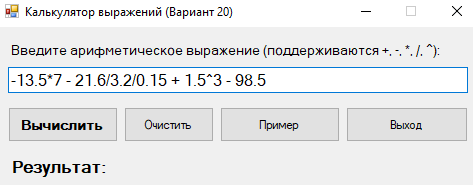 Калькулятор выражений (Вариант 20)
Введите арифметическое выражение (поддерживаются +, -, *, /, ^):
-13.5*7 - 21.6/3.2/0.15 + 1.5^3 - 98.5
Вычислить Очистить Пример Выход
Результат: